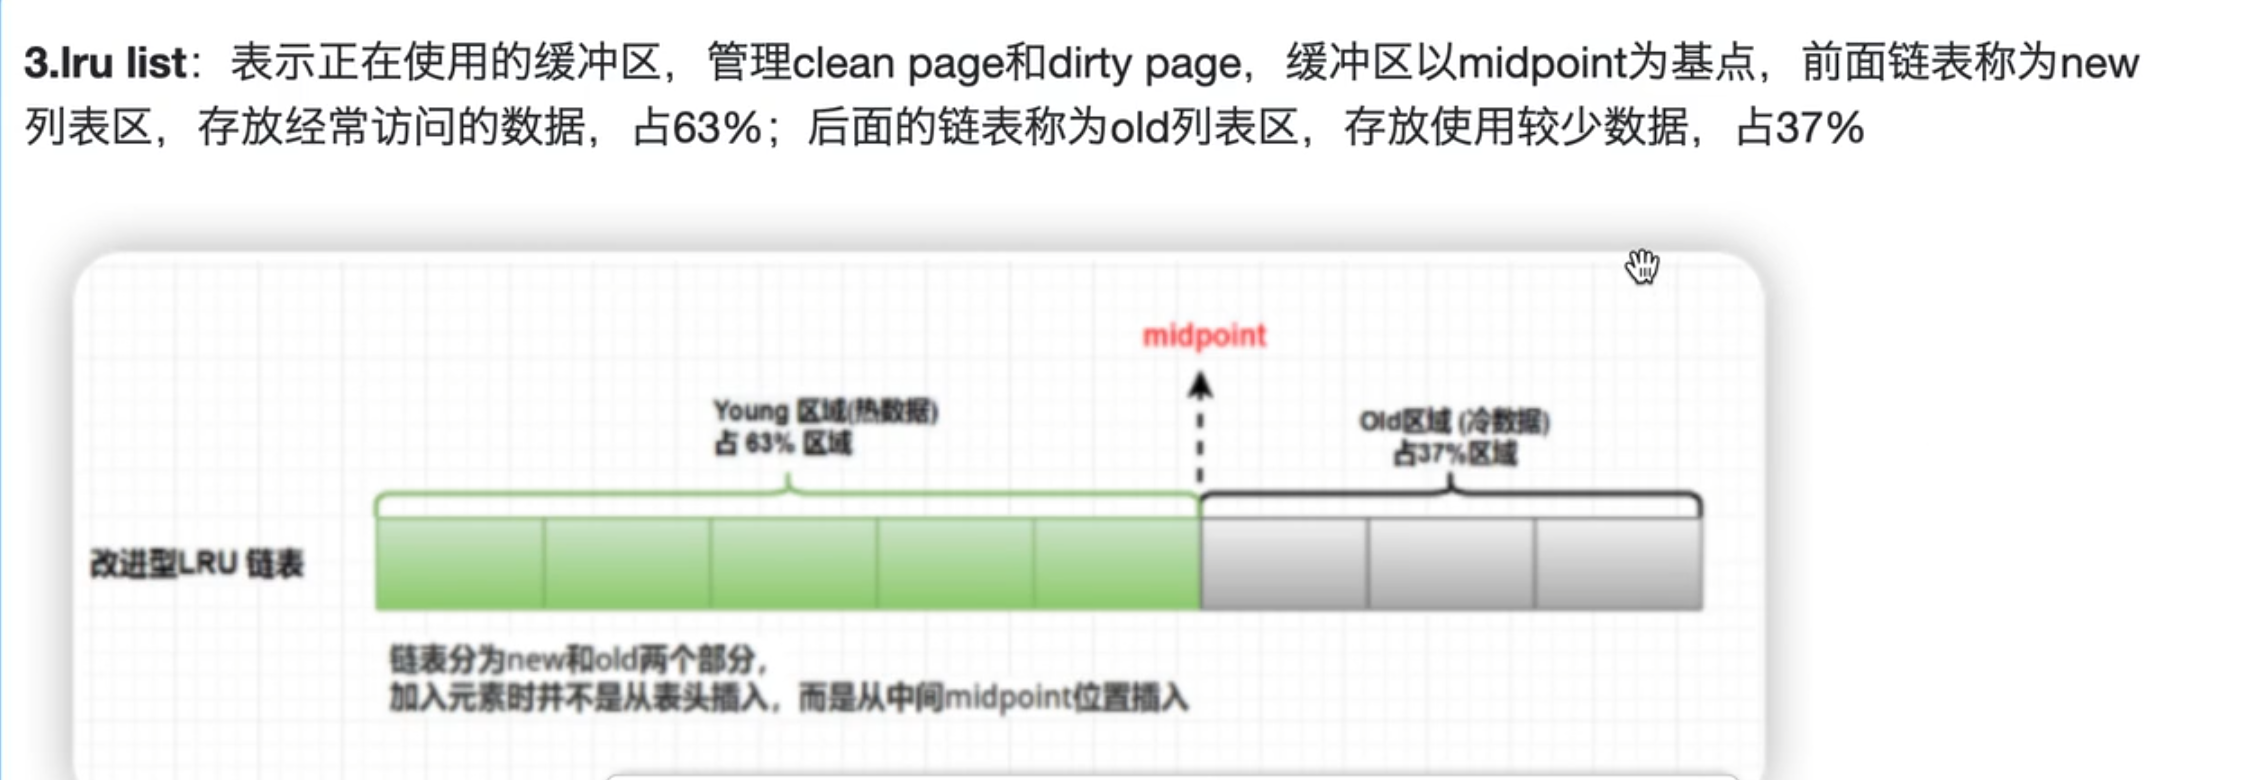 3.lru list：表示正在使用的缓冲区，管理clean page和dirty page，缓冲区以midpoint为基点，前面链表称为new
列表区，存放经常访问的数据，占63%；后面的链表称为old列表区，存放使用较少数据，占37%
midpoint
Young 区域(热数据)
占 63% 区域
Old区域 (冷数据)
占37%区域
改进型LRU 链表
链表分为new和old两个部分，
加入元素时并不是从表头插入，而是从中间midpoint位置插入